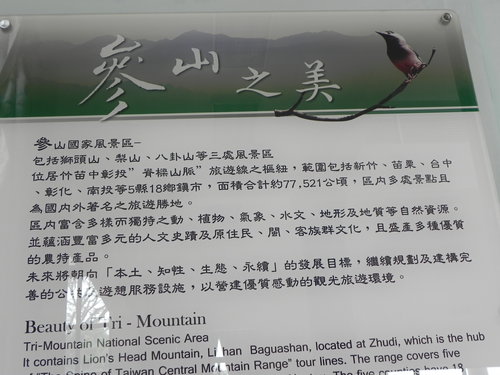 參山之美
參山國家風景區-
包括獅頭山、梨山、八卦山等三處風景區
位居竹苗中彰投"脊樑山脈"旅遊線之樞紐，範圍包括新竹、苗栗、台中
、彰化、南投等5縣18鄉鎮市，面積合計約77,521公頃，區內多處景點且
為國內外著名之旅遊勝地。
區內富含多樣而獨特之動、植物、氣象、水文、地形及地質等自然資源。
並蘊涵豐富多元的人文史蹟及原住民、閩、客族群文化，且盛產多種優質
的農特產品。
未來將朝向「本土、知性、生態、永續」的發展目標，繼續規劃及建構完
善的公共 遊憩服務設施，以營建優質感動的觀光旅遊環境。
Beauty of Tri - Mountain
Tri-Mountain National Scenic Area
It contains Lion's Head Mountain, Baguashan, located at Zhudi, which is the hub
of "The Spine of Taiwan Central Mountain Range" tour lines. The range covers five
The five counties have 18